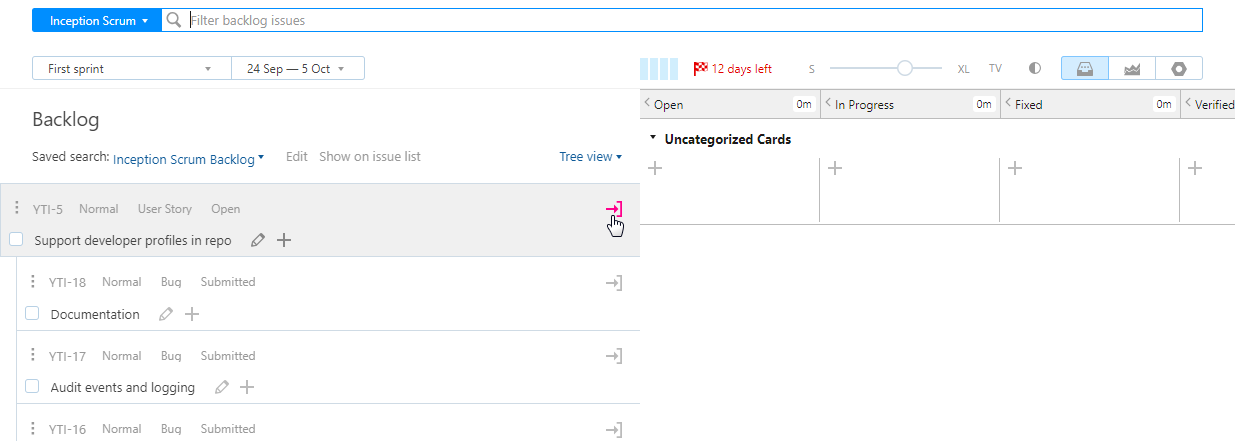 Inception Scrum Filter backlog issues
First sprint 24 Sep — 5 Oct 12 days left S XL TV
Open 0m In Progress 0m Fixed 0m Verified
Backlog
Uncategorized Cards
Saved search: Inception Scrum Backlog Edit Show on issue list Tree view
YTI-5 Normal User Story Open
Support developer profiles in repo
YTI-18 Normal Bug Submitted
Documentation
YTI-17 Normal Bug Submitted
Audit events and logging
YTI-16 Normal Bug Submitted